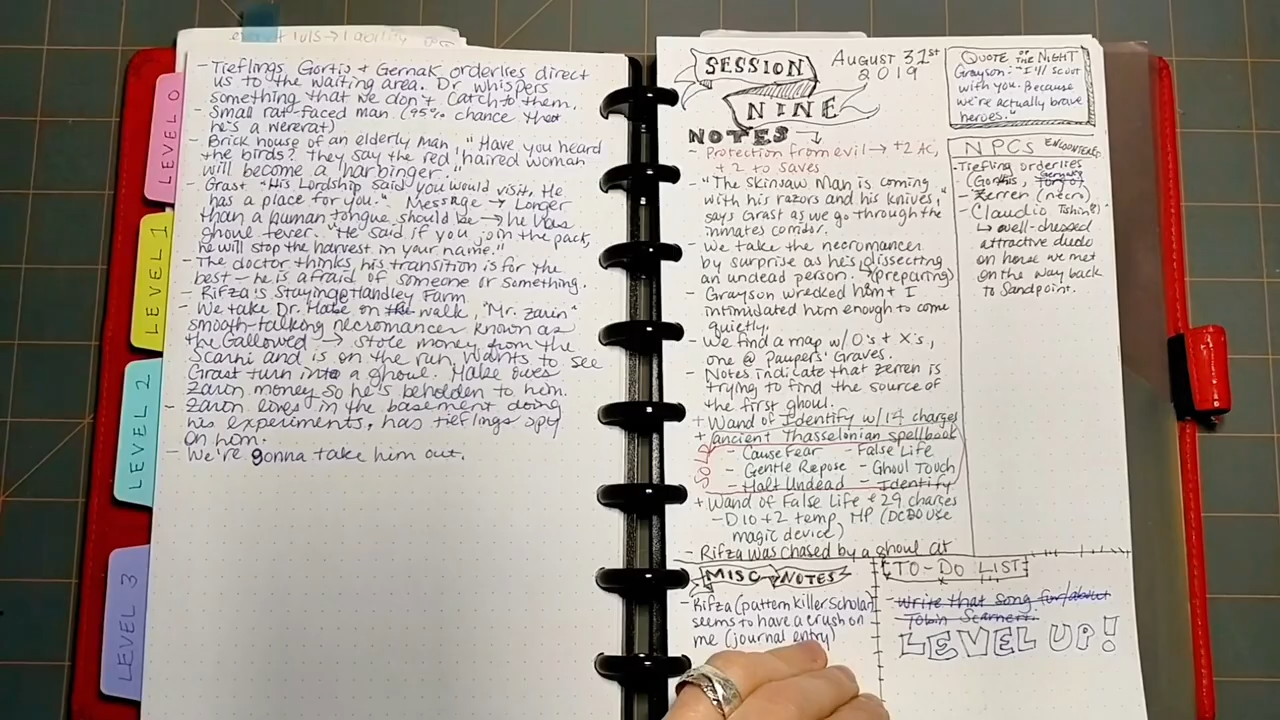 LEVEL 0
LEVEL 1
LEVEL 2
LEVEL 3
- Tieflings Gortis + Gernak orderlies direct
us to the waiting area. Dr whispers
something that we don't catch to them.
- Small rat-faced man (95% chance that
he's a wererat)
- Brick house of an elderly man, "Have you heard
the birds? They say the red haired woman
will become a harbinger."
- Grast "His Lordship said you would visit, He
has a place for you." Message → Longer
than a human tongue should be → he has
ghoul fever. "He said if you join the pack,
he will stop the harvest in your name."
- The doctor thinks his transition is for the
best - he is afraid of someone or something.
- Rifza's Staying @ Handley Farm
- We take Dr. Habe on walk, "Mr. Zarin"
smooth-talking necromancer known as
the Gallowed → stole money from the
Scarni and is on the run, wants to see
Grast turn into a ghoul. Habe owes
Zaron money so he's beholden to him.
- Zaron lives in the basement doing
his experiments, has tieflings spy
on him.
- We're gonna take him out.
SESSION
NINE
AUGUST 31st
2019
QUOTE OF THE NIGHT
Grayson: "I'll scout
with you. Because
we're actually brave
heroes."
NOTES
- Protection from evil → +2 AC,
+2 to saves
- "The Skinsaw Man is coming
with his razors and his knives,"
says Grast as we go through the
inmates corridor.
- We take the necromancer
by surprise as he's dissecting
an undead person. (preparing)
- Grayson wrecked him + I
intimidated him enough to come
quietly.
- We find a map w/ O's + X's,
one @ Paupers' Graves.
- Notes indicate that Zerren is
trying to find the source of
the first ghoul.
+ Wand of Identify w/ 14 charges
+ ancient Thasselonian spellbook
SOLD
- Cause Fear - False Life
- Gentle Repose - Ghoul Touch
- Halt Undead - Identify
+ Wand of False Life 29 charges
- D10 +2 temp, HP (DC20 Use
magic device)
- Rifza was chased by a ghoul at
NPCs ENCOUNTERED
- Tiefling orderlies
(Gortis, Gernak
- Zerren (necro)
- Claudio
↳ well-dressed
attractive dude
on horse we met
on the way back
to Sandpoint.
MISC NOTES
- Rifza (pattern killer scholar)
seems to have a crush on
me (journal entry)
TO-DO LIST
- Write that song for/about
LEVEL UP!